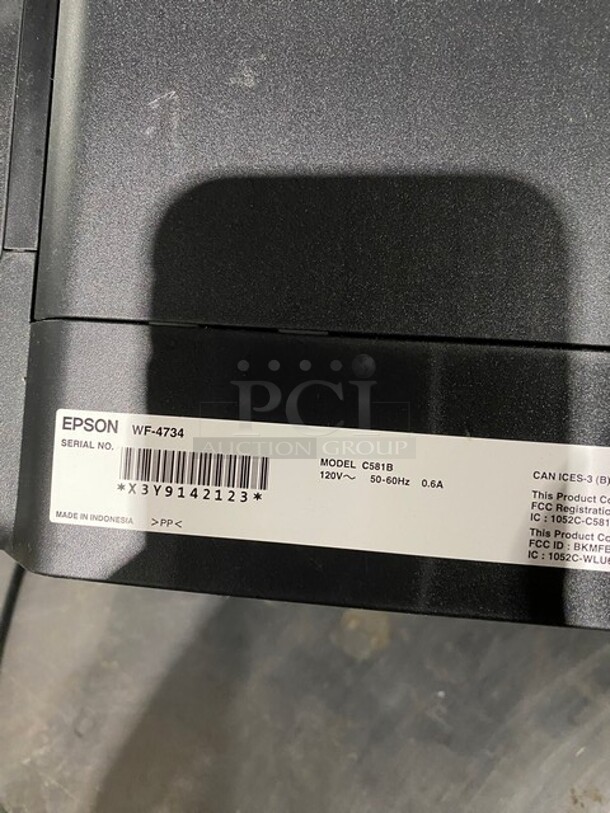 PCI
AUCTION GROUP
EPSON WF-4734
SERIAL NO.
*X3Y9142123*
MADE IN INDONESIA >PP<
MODEL C581B
120V~ 50-60Hz 0.6A
CAN ICES-3 (B)
This Product Co
FCC Registratio
IC : 1052C-C581
This Product Co
FCC ID : BKMFE
IC : 1052C-WLU6